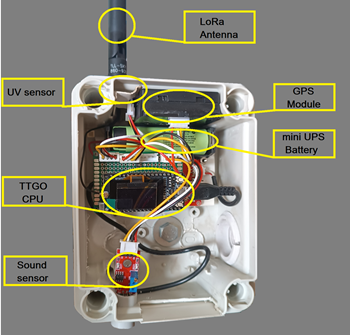 LoRa
Antenna
UV sensor
GPS
Module
mini UPS
Battery
TTGO
CPU
Sound
sensor